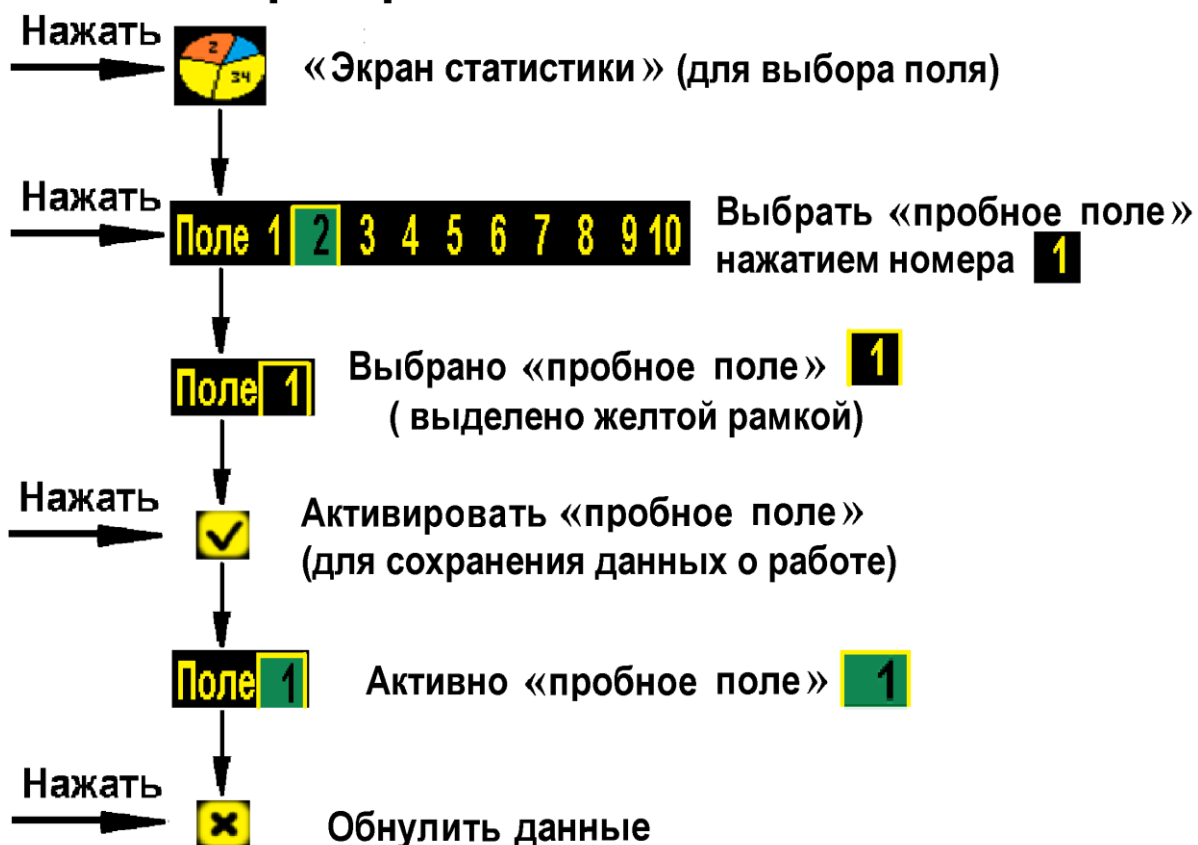 Нажать
2
34
«Экран статистики» (для выбора поля)
Нажать
Поле 1 2 3 4 5 6 7 8 9 10
Выбрать «пробное поле»
нажатием номера 1
Поле 1
Выбрано «пробное поле» 1
( выделено желтой рамкой)
Нажать
Активировать «пробное поле»
(для сохранения данных о работе)
Поле 1
Активно «пробное поле» 1
Нажать
Обнулить данные